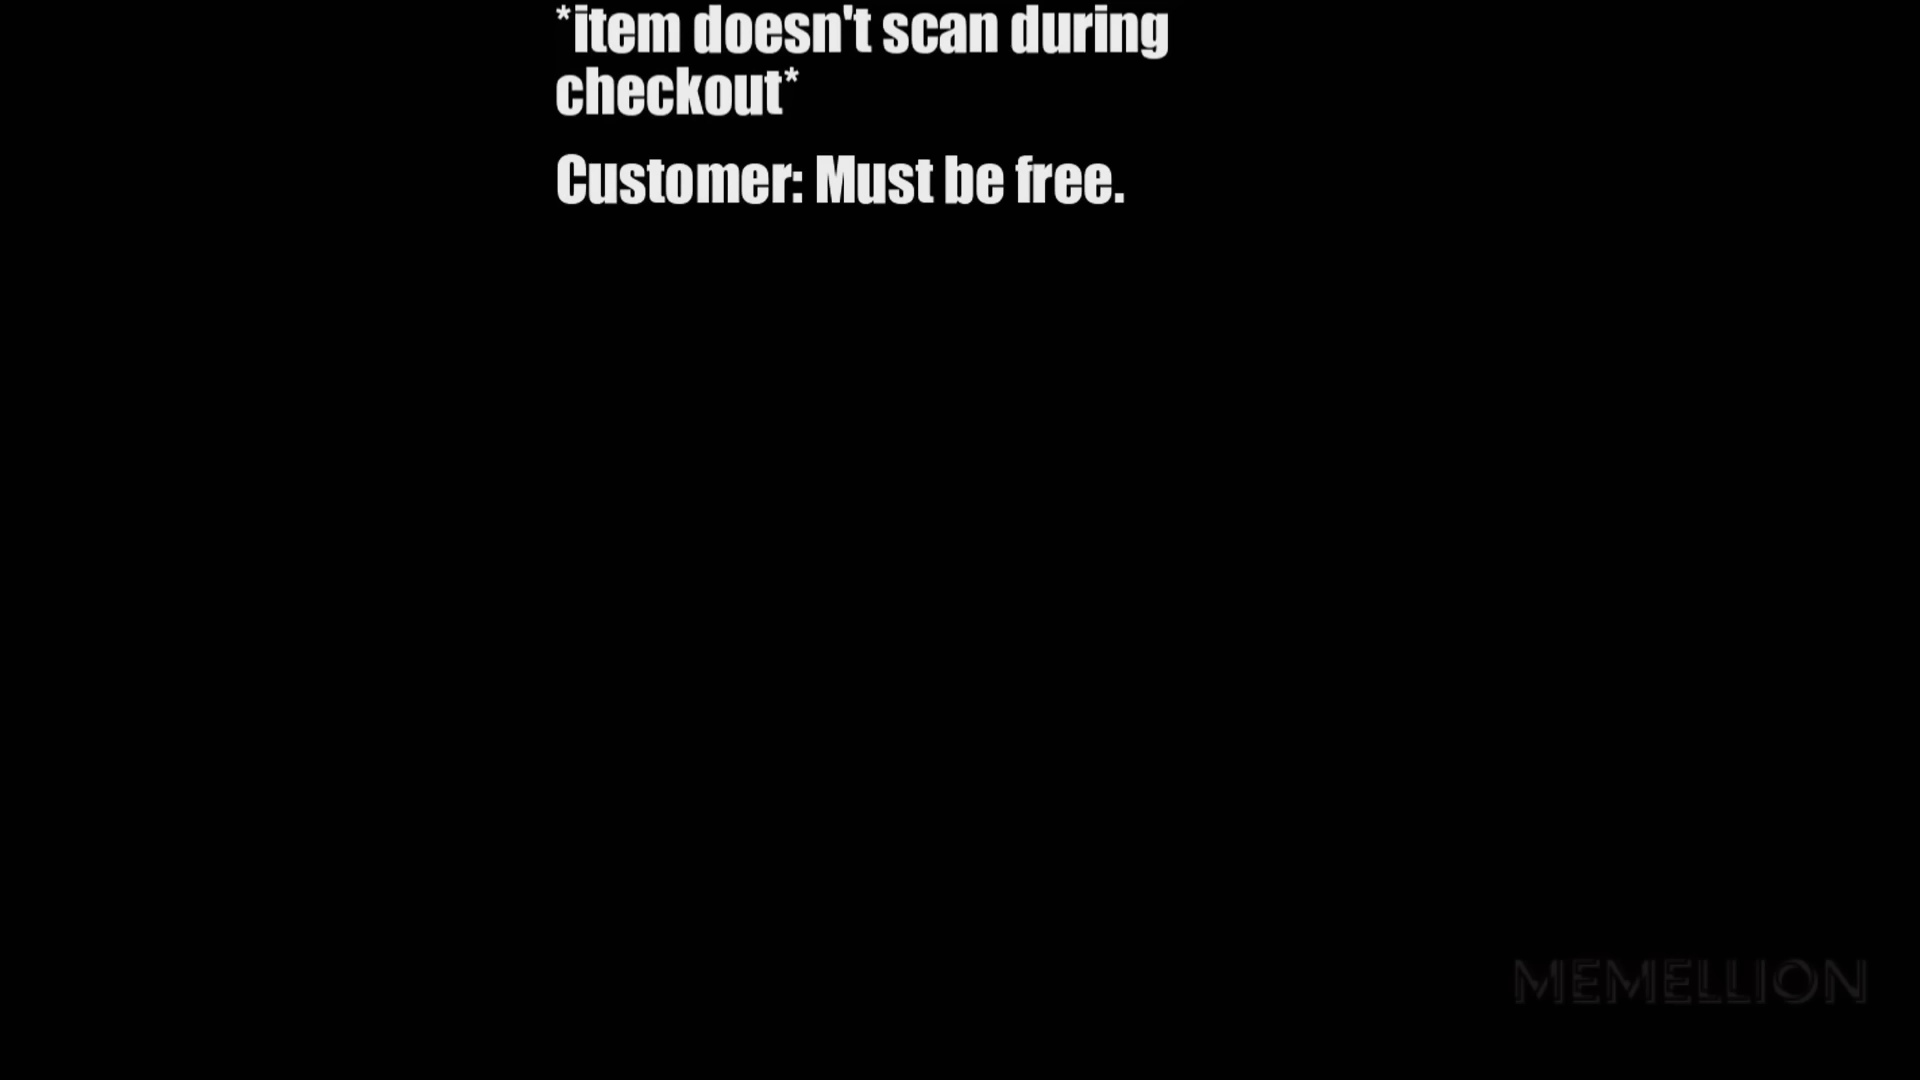 *item doesn't scan during
checkout*
Customer: Must be free.
MEMELLION